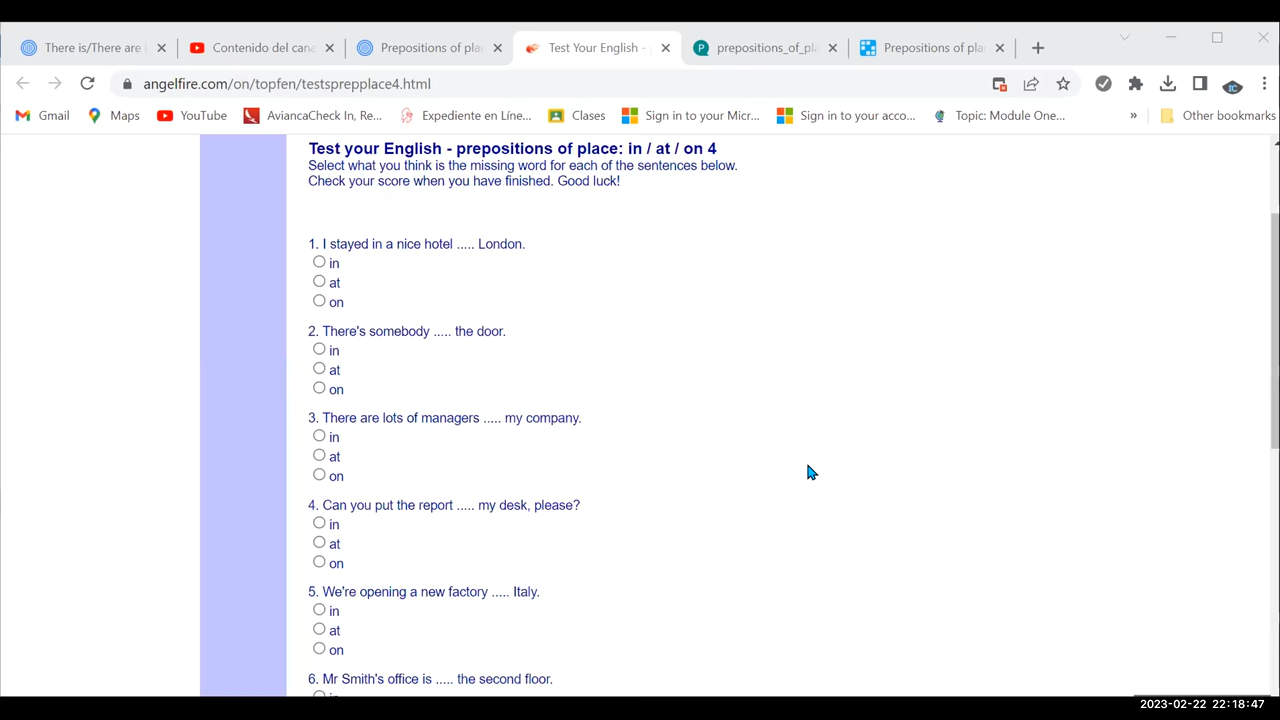 There is/There are
Contenido del cana
Prepositions of pla
Test Your English -
prepositions_of_pl
Prepositions of pla
angelfire.com/on/topfen/testsprepplace4.html
Gmail
Maps
YouTube
AviancaCheck In, Re...
Expediente en Líne...
Clases
Sign in to your Micr...
Sign in to your acco...
Topic: Module One...
»
Other bookmarks
Test your English - prepositions of place: in / at / on 4
Select what you think is the missing word for each of the sentences below.
Check your score when you have finished. Good luck!
1. I stayed in a nice hotel ..... London.
in
at
on
2. There's somebody ..... the door.
in
at
on
3. There are lots of managers ..... my company.
in
at
on
4. Can you put the report ..... my desk, please?
in
at
on
5. We're opening a new factory ..... Italy.
in
at
on
6. Mr Smith's office is ..... the second floor.
2023-02-22 22:18:47